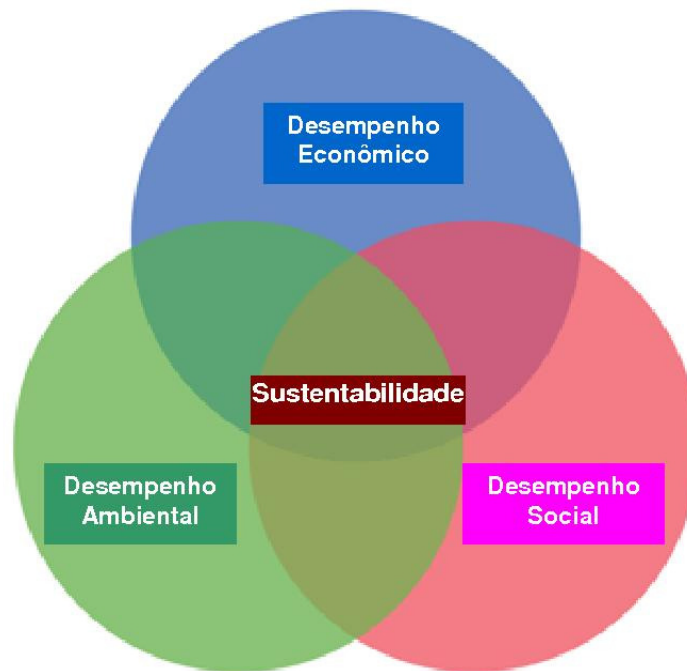 Desempenho
Econômico
Sustentabilidade
Desempenho
Ambiental
Desempenho
Social